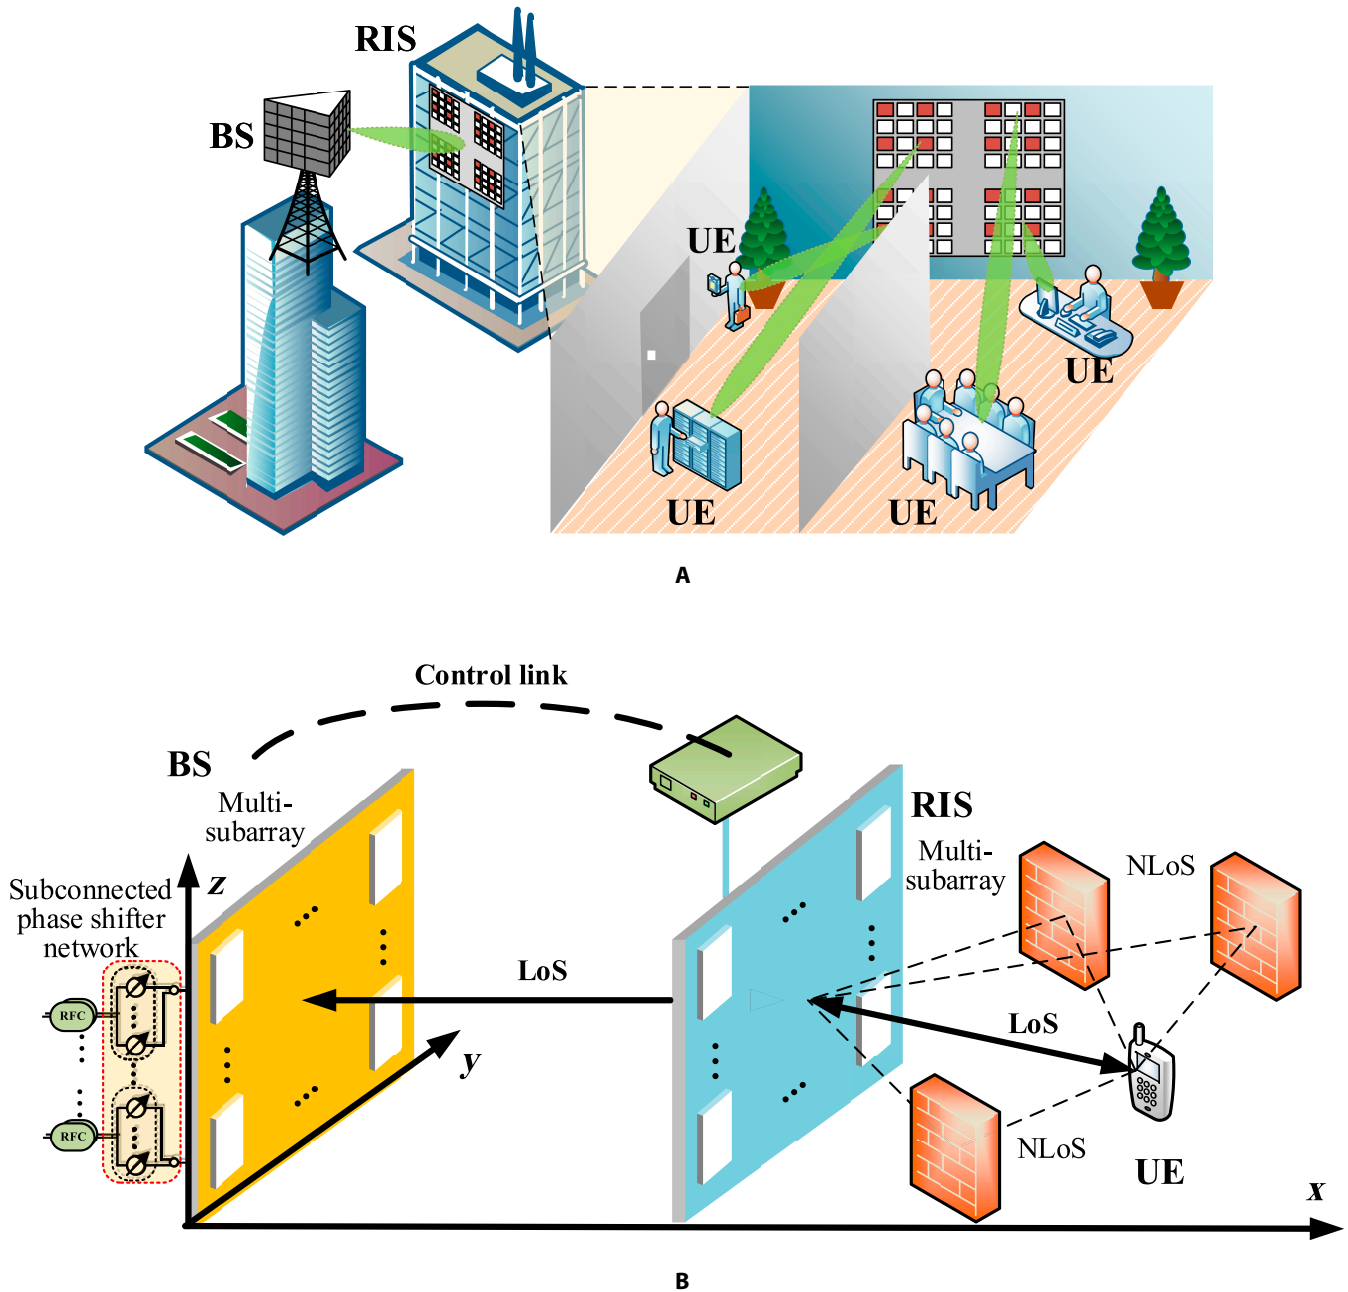 RIS
BS
UE
UE
UE
UE
A
Control link
BS
Multi-
subarray
RIS
Multi-
subarray
NLoS
z
Subconnected
phase shifter
network
LoS
RFC
LoS
y
RFC
NLoS
UE
x
B